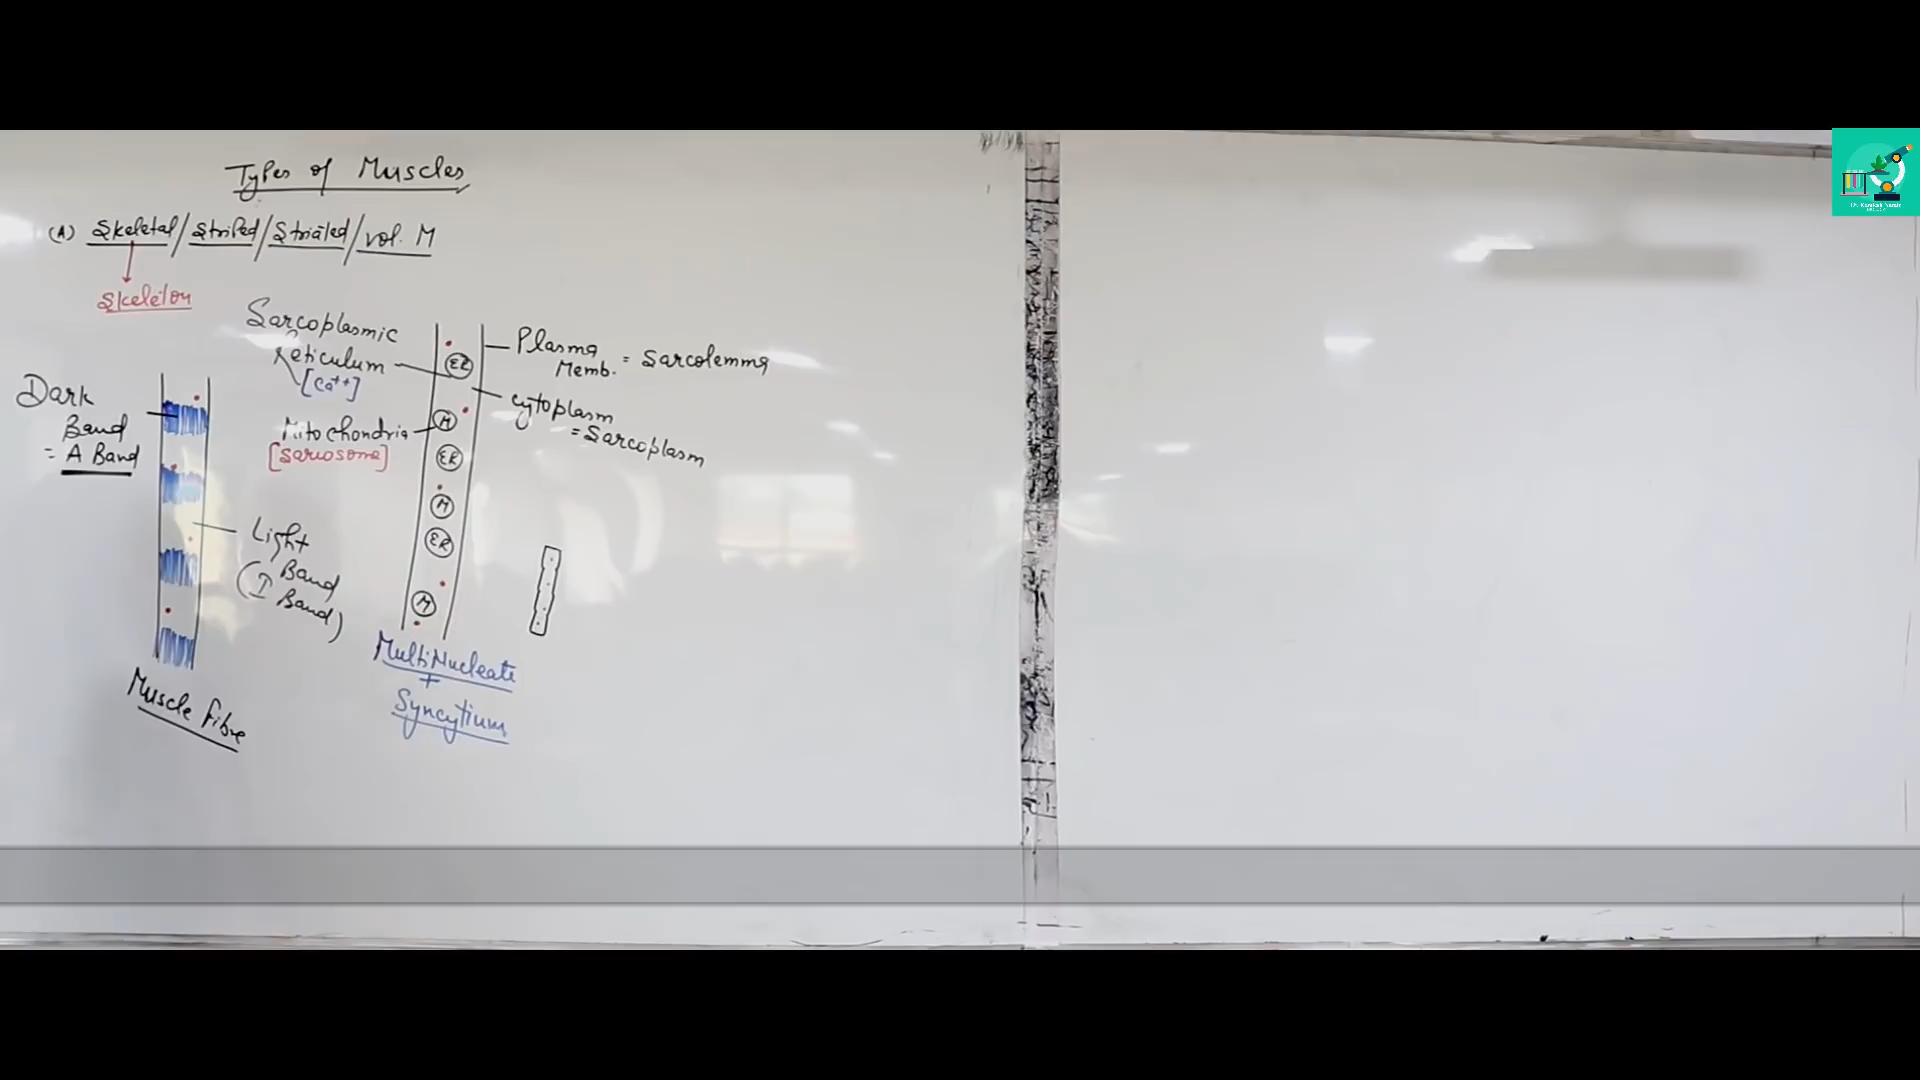 Types of Muscles
(A) Skeletal/Striped/Striated/Vol. M
Skeleton
Sarcoplasmic
Reticulum
[Ca++]
Mitochondria
[Sarcosome]
Plasma
Memb. = Sarcolemma
Cytoplasm
= Sarcoplasm
Dark
Band
= A Band
Light
Band
(I Band)
ER
M
ER
M
ER
M
Muscle Fibre
MultiNucleate
+
Syncytium